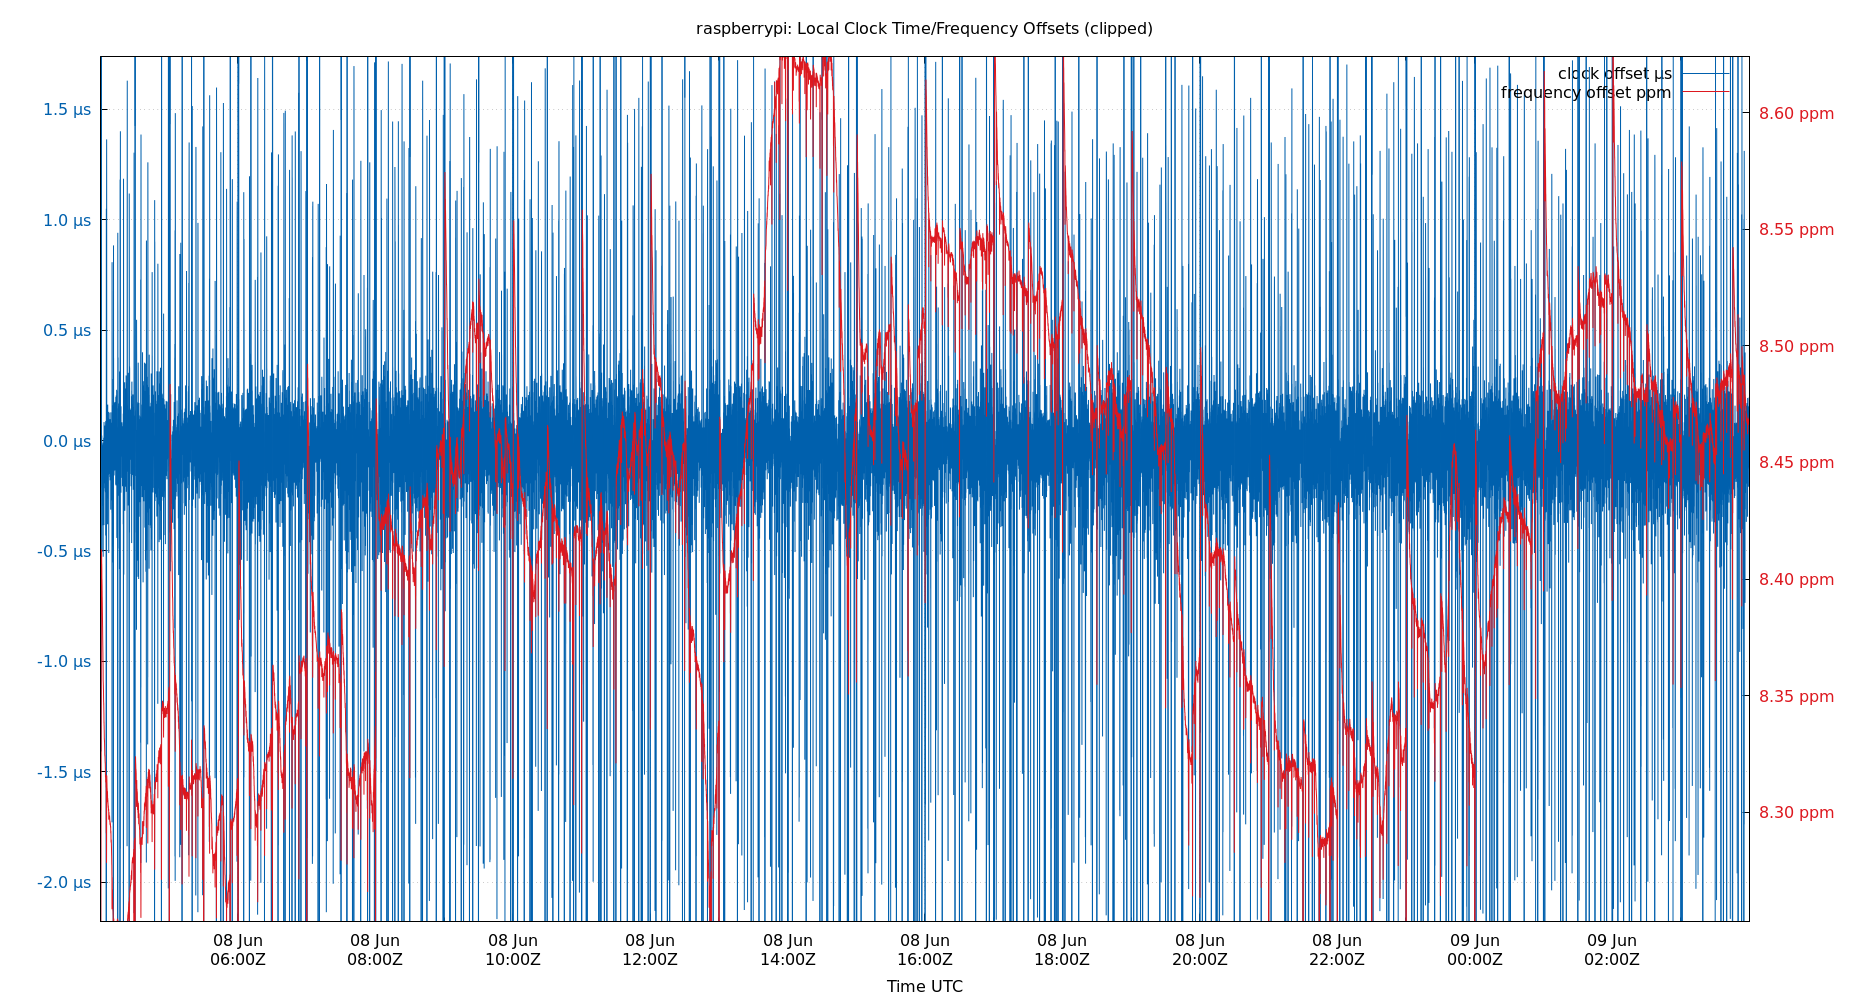 raspberrypi: Local Clock Time/Frequency Offsets (clipped)
clock offset µs
frequency offset ppm
1.5 µs
1.0 µs
0.5 µs
0.0 µs
-0.5 µs
-1.0 µs
-1.5 µs
-2.0 µs
8.60 ppm
8.55 ppm
8.50 ppm
8.45 ppm
8.40 ppm
8.35 ppm
8.30 ppm
08 Jun
06:00Z
08 Jun
08:00Z
08 Jun
10:00Z
08 Jun
12:00Z
08 Jun
14:00Z
08 Jun
16:00Z
08 Jun
18:00Z
08 Jun
20:00Z
08 Jun
22:00Z
09 Jun
00:00Z
09 Jun
02:00Z
Time UTC